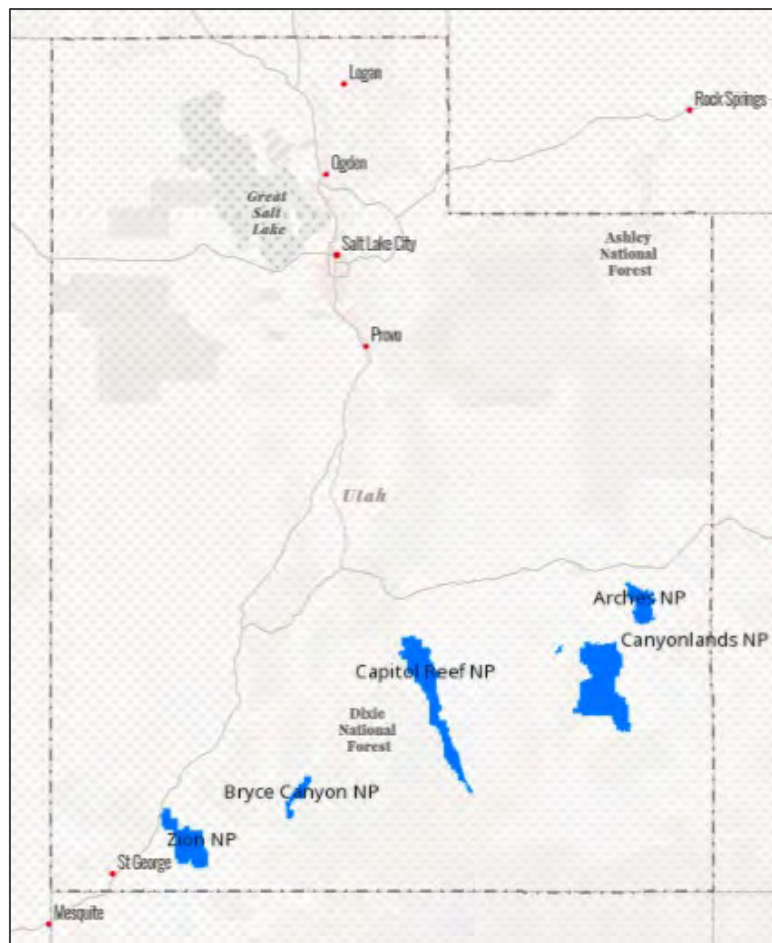 Logan
Rock Springs
Ogden
Great
Salt
Lake
Salt Lake City
Ashley
National
Forest
Provo
Utah
Arches NP
Canyonlands NP
Capitol Reef NP
Dixie
National
Forest
Bryce Canyon NP
Zion NP
St George
Mesquite